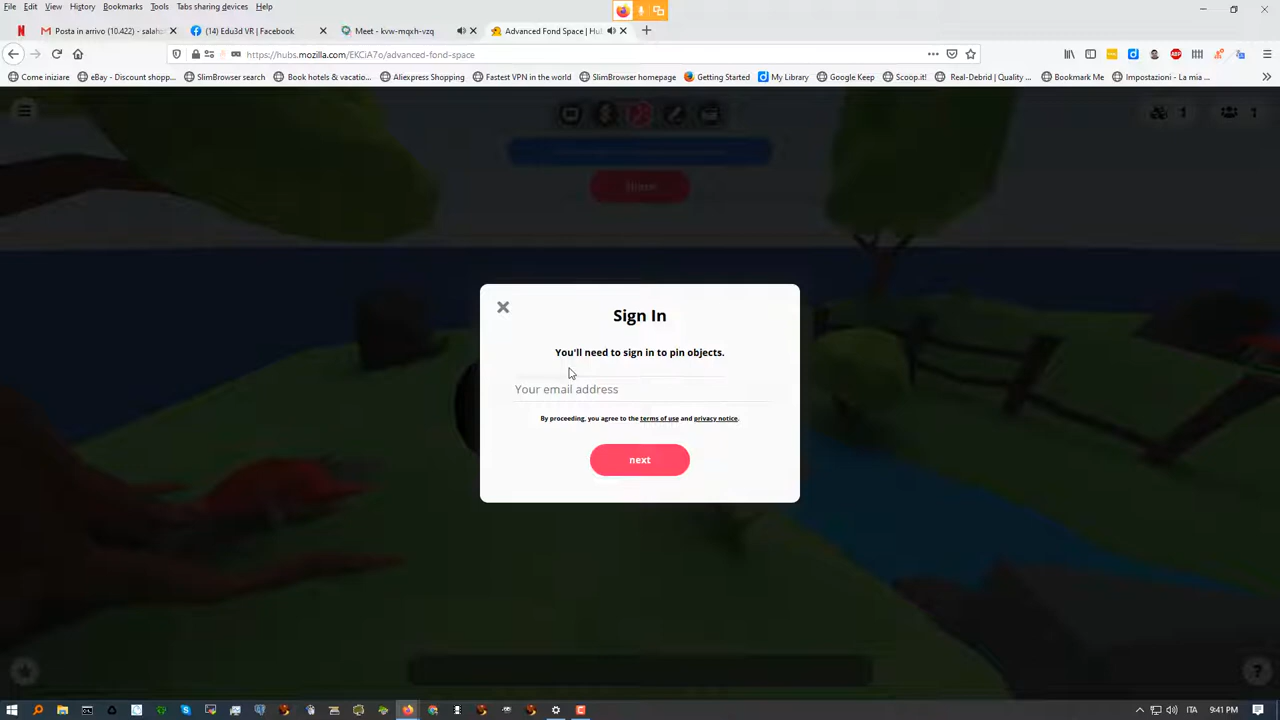 File Edit View History Bookmarks Tools Tabs sharing devices Help
Posta in arrivo (10.422) - salah
(14) Edu3d VR | Facebook
Meet - kvw-mqxh-vzq
Advanced Fond Space | Hu
https://hubs.mozilla.com/EKCiA7o/advanced-fond-space
Come iniziare
eBay - Discount shopp...
SlimBrowser search
Book hotels & vacatio...
Aliexpress Shopping
Fastest VPN in the world
SlimBrowser homepage
Getting Started
My Library
Google Keep
Scoop.it!
Real-Debrid | Quality ...
Bookmark Me
Impostazioni - La mia ...
1 1
Sign In
You'll need to sign in to pin objects.
Your email address
By proceeding, you agree to the terms of use and privacy notice.
next
?
ITA 9:41 PM